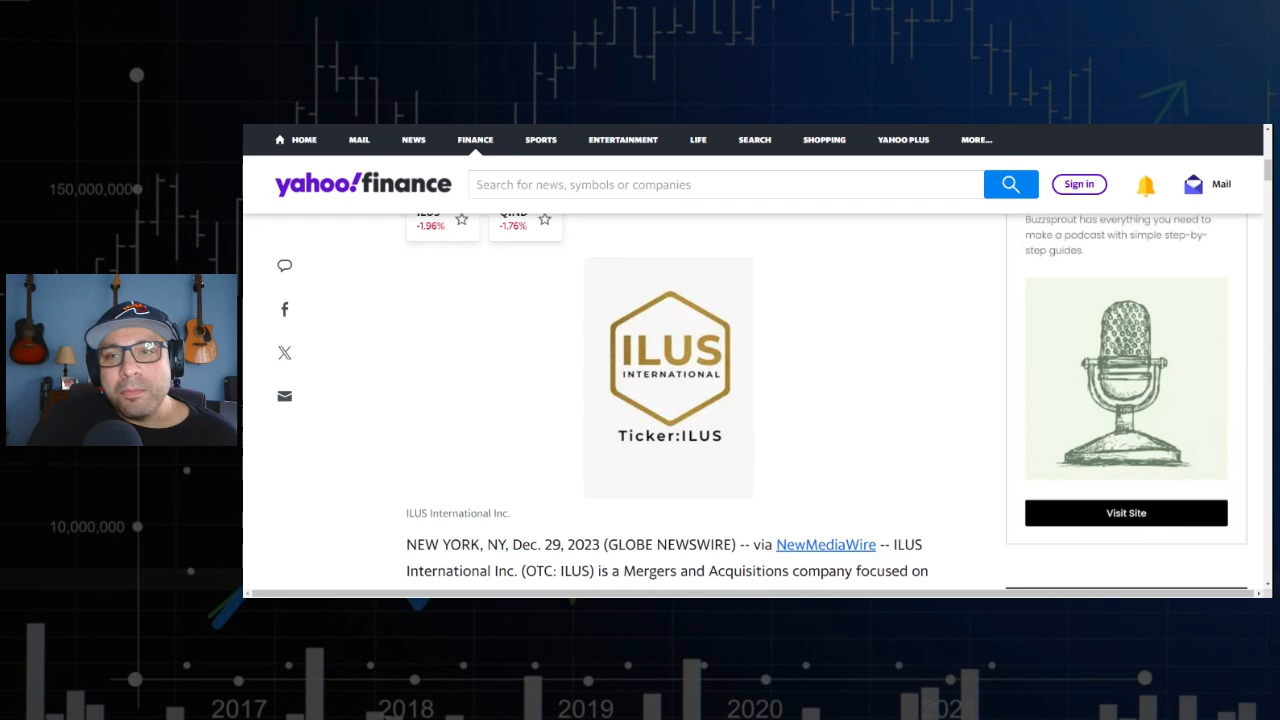 150,000,000
10,000,000
2017
2018
2019
2020
HOME
MAIL
NEWS
FINANCE
SPORTS
ENTERTAINMENT
LIFE
SEARCH
SHOPPING
YAHOO PLUS
MORE...
yahoo!finance
Search for news, symbols or companies
Sign in
Mail
ILUS
-1.96%
QIND
-1.76%
Buzzsprout has everything you need to
make a podcast with simple step-by-
step guides.
Visit Site
ILUS
INTERNATIONAL
Ticker:ILUS
ILUS International Inc.
NEW YORK, NY, Dec. 29, 2023 (GLOBE NEWSWIRE) -- via NewMediaWire -- ILUS
International Inc. (OTC: ILUS) is a Mergers and Acquisitions company focused on